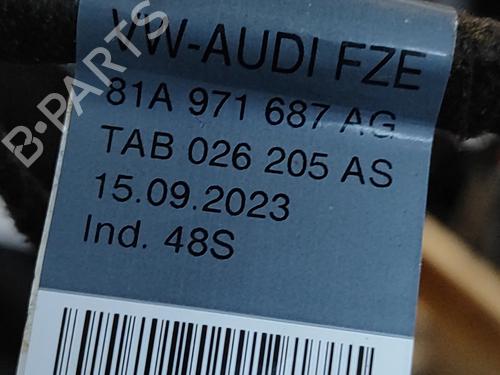 VW-AUDI FZE
81A 971 687 AG
TAB 026 205 AS
15.09.2023
Ind. 48S
B-PARTS